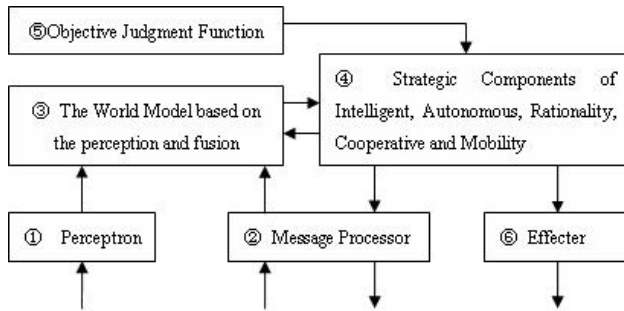 ⑤Objective Judgment Function
④ Strategic Components of
Intelligent, Autonomous, Rationality,
Cooperative and Mobility
③ The World Model based on
the perception and fusion
① Perceptron
② Message Processor
⑥ Effecter